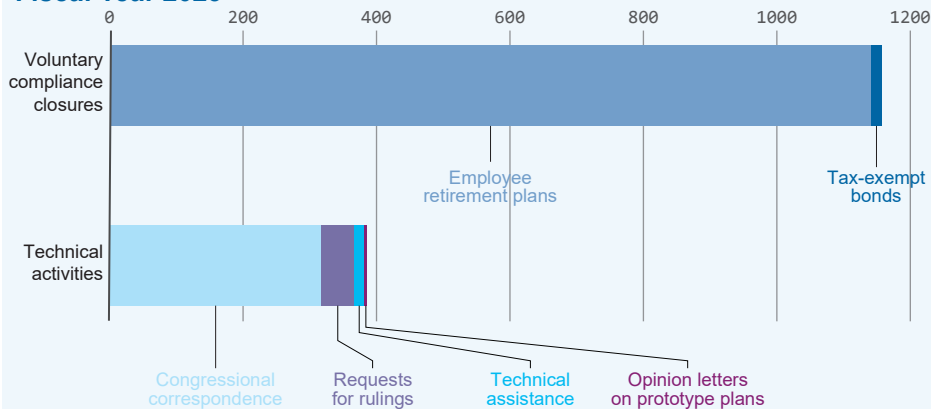 0 200 400 600 800 1000 1200
Voluntary
compliance
closures
Employee
retirement plans
Tax-exempt
bonds
Technical
activities
Congressional
correspondence
Requests
for rulings
Technical
assistance
Opinion letters
on prototype plans